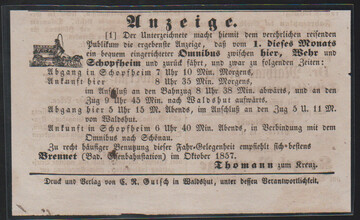 Anzeige.
[1] Der Unterzeichnete macht hiemit dem verehrlichen reisenden
Publikum die ergebenste Anzeige, daß vom 1. dieses Monats
ein bequem eingerichteter Omnibus zwischen hier, Wehr und
Schopfheim und zurück fährt, und zwar zu folgenden Zeiten:
Abgang in Schopfheim 7 Uhr 10 Min. Morgens,
Ankunft hier 8 Uhr 35 Min. Morgens,
im Anschluß an den Bahnzug 8 Uhr 38 Min. abwärts, und an den
Zug 9 Uhr 45 Min. nach Waldshut aufwärts.
Abgang hier 5 Uhr 15 M. Abends, im Anschluß an den Zug 5 U. 11 M.
von Waldshut.
Ankunft in Schopfheim 6 Uhr 40 Min. Abends, in Verbindung mit dem
Omnibus nach Schönau.
Zu recht häufiger Benutzung dieser Fahr-Gelegenheit empfiehlt sich bestens
Brennet (Bad. Eisenbahnstation) im Oktober 1857.
Thomann zum Kreuz.
Druck und Verlag von C. R. Gutsch in Waldshut, unter dessen Verantwortlichkeit.